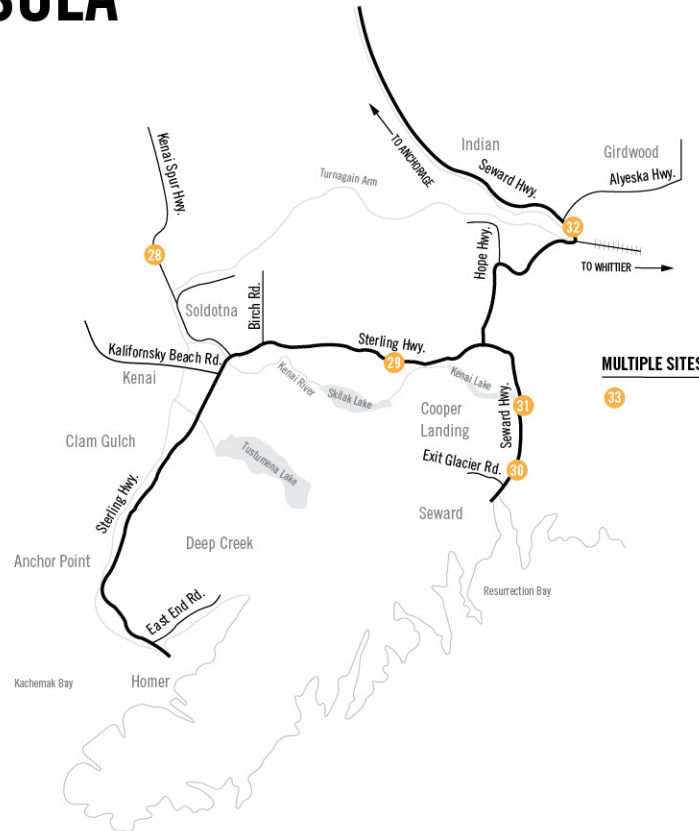 SULA
Kenai Spur Hwy.
TO ANCHORAGE
Indian
Seward Hwy.
Girdwood
Alyeska Hwy.
Turnagain Arm
32
28
Hope Hwy.
TO WHITTIER
Soldotna
Birch Rd.
Kalifornsky Beach Rd.
Kenai
Sterling Hwy.
29
Kenai River
Skilak Lake
Kenai Lake
MULTIPLE SITES
33
Cooper
Landing
Seward Hwy.
31
Clam Gulch
Tustumena Lake
Exit Glacier Rd.
30
Sterling Hwy.
Seward
Deep Creek
Anchor Point
Resurrection Bay
East End Rd.
Kachemak Bay
Homer